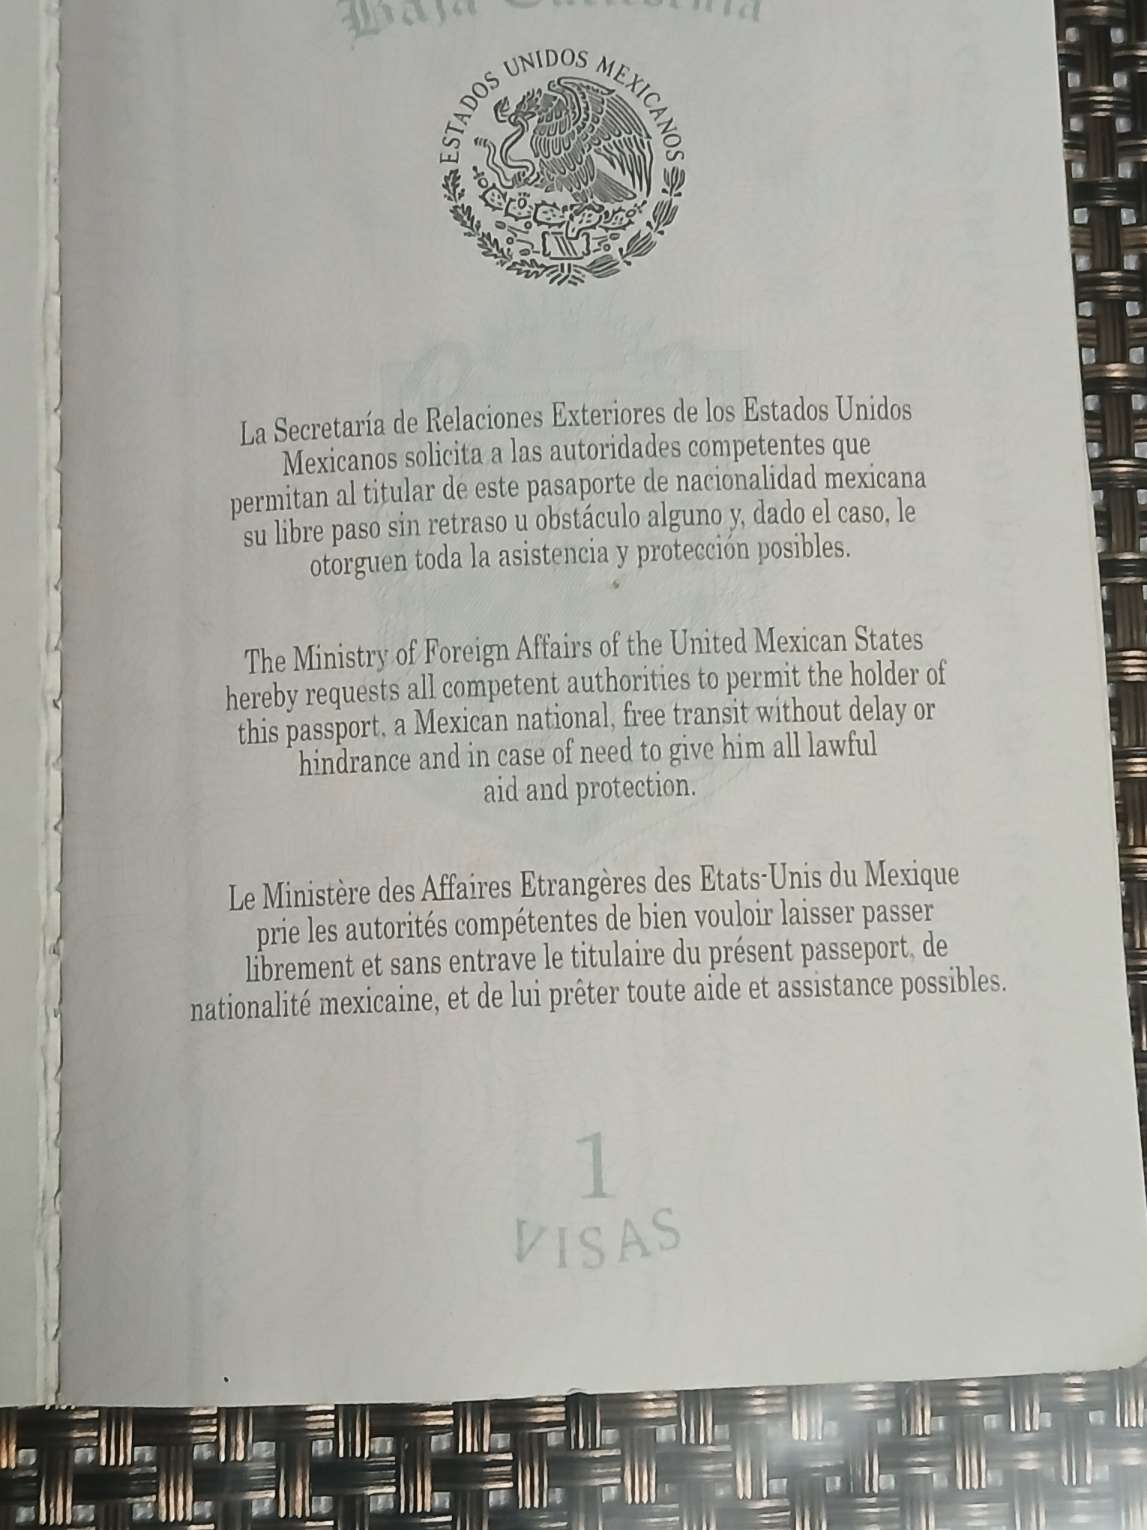 Baja California
ESTADOS UNIDOS MEXICANOS
La Secretaría de Relaciones Exteriores de los Estados Unidos
Mexicanos solicita a las autoridades competentes que
permitan al titular de este pasaporte de nacionalidad mexicana
su libre paso sin retraso u obstáculo alguno y, dado el caso, le
otorguen toda la asistencia y protección posibles.
The Ministry of Foreign Affairs of the United Mexican States
hereby requests all competent authorities to permit the holder of
this passport, a Mexican national, free transit without delay or
hindrance and in case of need to give him all lawful
aid and protection.
Le Ministère des Affaires Etrangères des Etats-Unis du Mexique
prie les autorités compétentes de bien vouloir laisser passer
librement et sans entrave le titulaire du présent passeport, de
nationalité mexicaine, et de lui prêter toute aide et assistance possibles.
1
VISAS